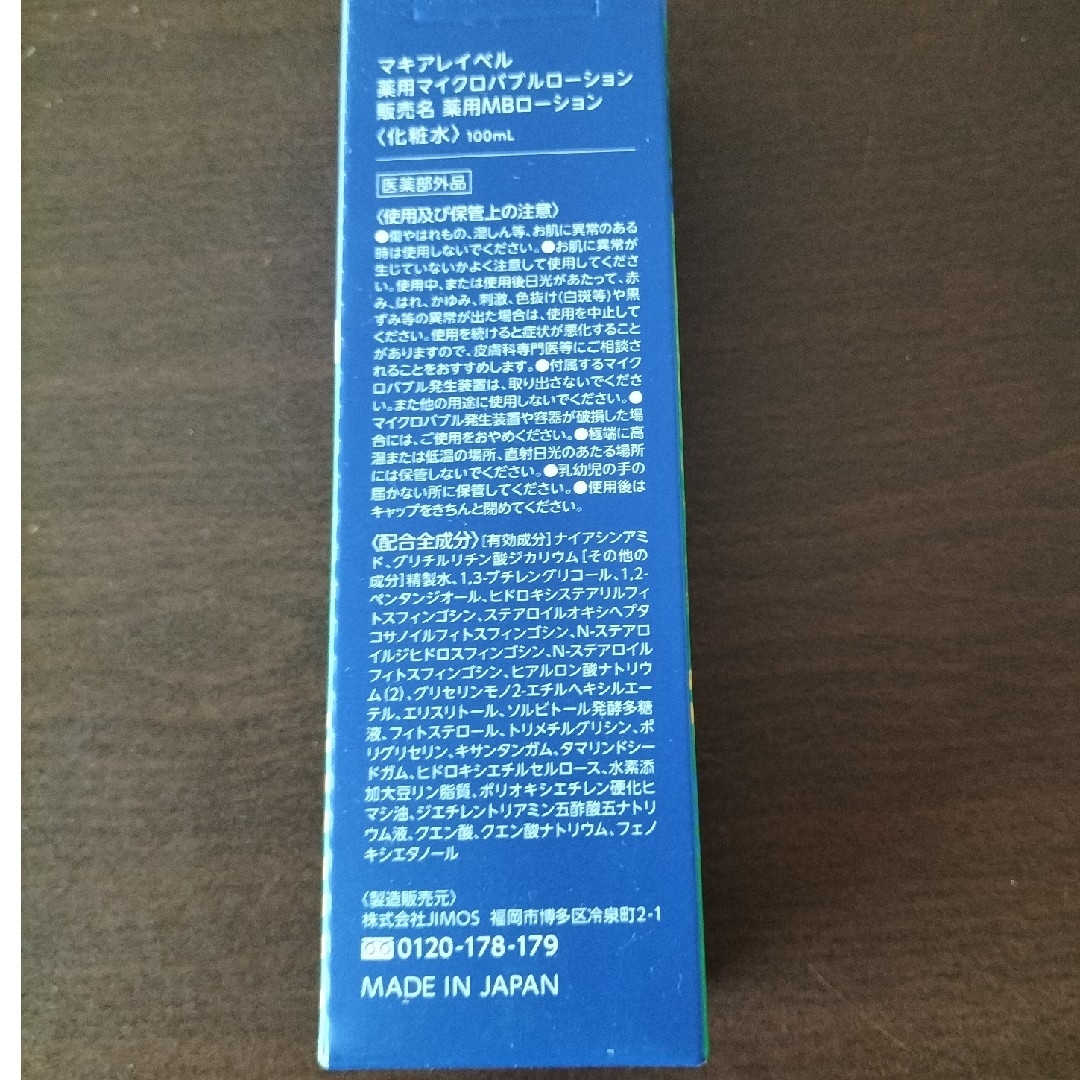 マキアレイベル
薬用マイクロバブルローション
販売名 薬用MBローション
〈化粧水〉100mL
医薬部外品
〈使用及び保管上の注意〉
●傷やはれもの、湿しん等、お肌に異常のある
時は使用しないでください。●お肌に異常が
生じていないかよく注意して使用してくださ
い。使用中、または使用後日光があたって、赤
み、はれ、かゆみ、刺激、色抜け(白斑等)や黒
ずみ等の異常が出た場合は、使用を中止して
ください。使用を続けると症状が悪化すること
がありますので、皮膚科専門医等にご相談さ
れることをおすすめします。●付属するマイク
ロバブル発生装置は、取り出さないでくださ
い。また他の用途に使用しないでください。●
マイクロバブル発生装置や容器が破損した場
合には、ご使用をおやめください。●極端に高
温または低温の場所、直射日光のあたる場所
には保管しないでください。●乳幼児の手の
届かない所に保管してください。●使用後は
キャップをきちんと閉めてください。
〈配合全成分〉[有効成分]ナイアシンアミ
ド、グリチルリチン酸ジカリウム[その他の
成分]精製水、1,3-ブチレングリコール、1,2-
ペンタンジオール、ヒドロキシステアリルフィ
トスフィンゴシン、ステアロイルオキシヘプタ
コサノイルフィトスフィンゴシン、N-ステアロ
イルジヒドロスフィンゴシン、N-ステアロイル
フィトスフィンゴシン、ヒアルロン酸ナトリウ
ム(2)、グリセリンモノ2-エチルヘキシルエー
テル、エリスリトール、ソルビトール発酵多糖
液、フィトステロール、トリメチルグリシン、ポ
リグリセリン、キサンタンガム、タマリンドシー
ドガム、ヒドロキシエチルセルロース、水素添
加大豆リン脂質、ポリオキシエチレン硬化ヒ
マシ油、ジエチレントリアミン五酢酸五ナトリ
ウム液、クエン酸、クエン酸ナトリウム、フェノ
キシエタノール
〈製造販売元〉
株式会社JIMOS 福岡市博多区冷泉町2-1
0120-178-179
MADE IN JAPAN